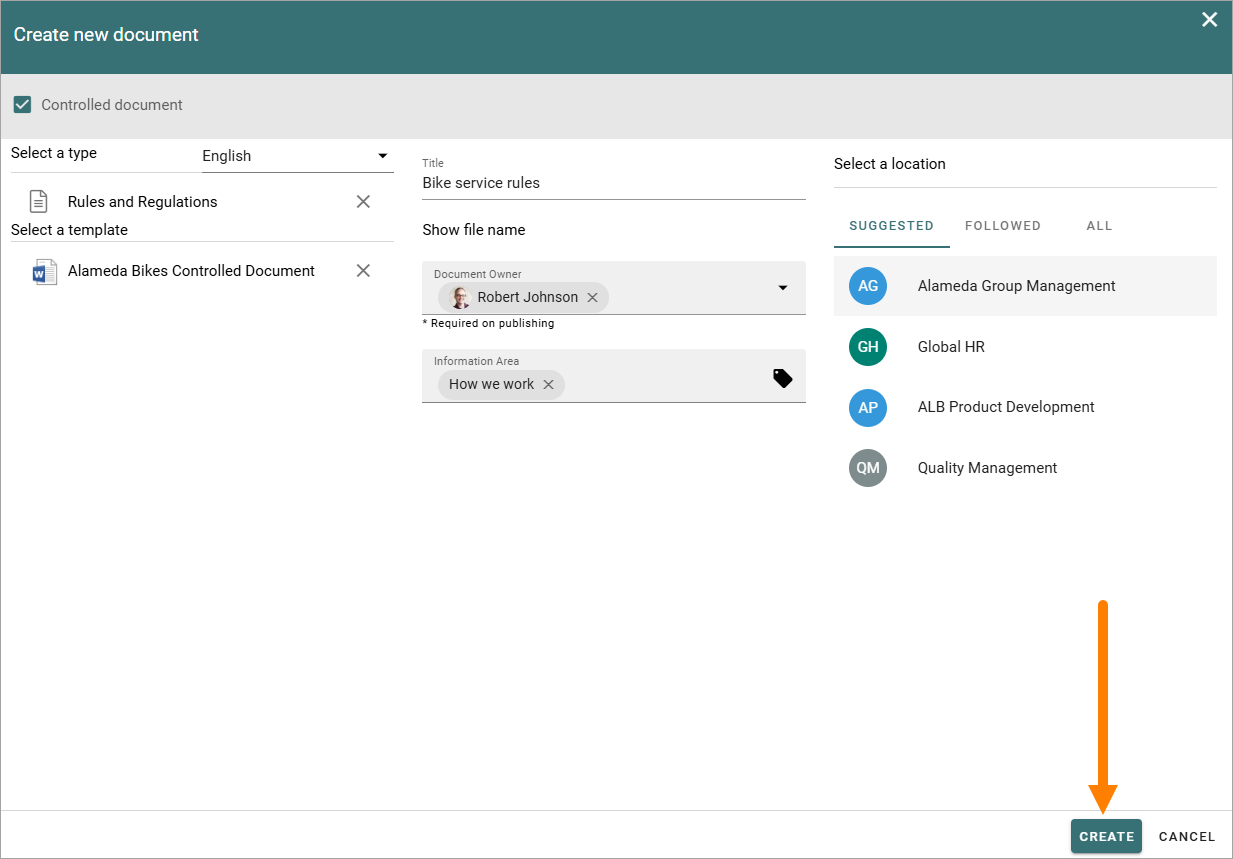 Create new document
Controlled document
Select a type
English
Rules and Regulations
Select a template
W
Alameda Bikes Controlled Document
Title
Bike service rules
Show file name
Document Owner
Robert Johnson
* Required on publishing
Information Area
How we work
Select a location
SUGGESTED FOLLOWED ALL
AG Alameda Group Management
GH Global HR
AP ALB Product Development
QM Quality Management
CREATE CANCEL